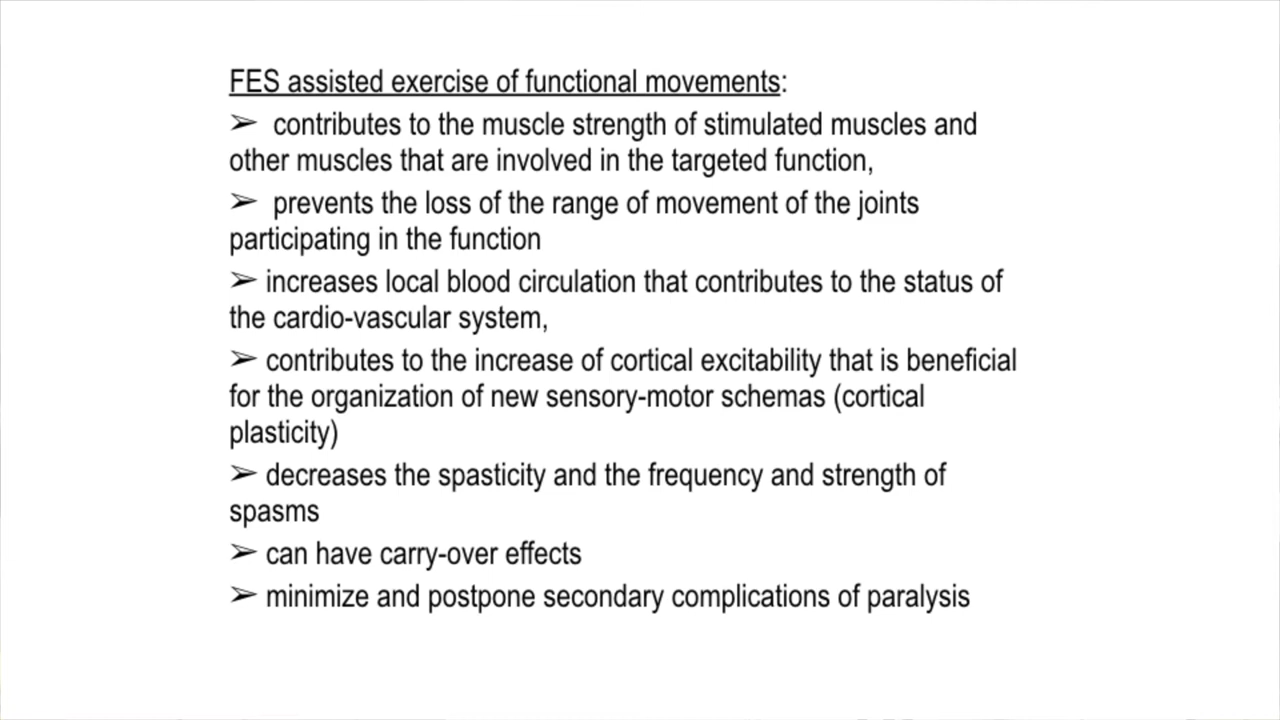 FES assisted exercise of functional movements:
➢ contributes to the muscle strength of stimulated muscles and
other muscles that are involved in the targeted function,
➢ prevents the loss of the range of movement of the joints
participating in the function
➢ increases local blood circulation that contributes to the status of
the cardio-vascular system,
➢ contributes to the increase of cortical excitability that is beneficial
for the organization of new sensory-motor schemas (cortical
plasticity)
➢ decreases the spasticity and the frequency and strength of
spasms
➢ can have carry-over effects
➢ minimize and postpone secondary complications of paralysis